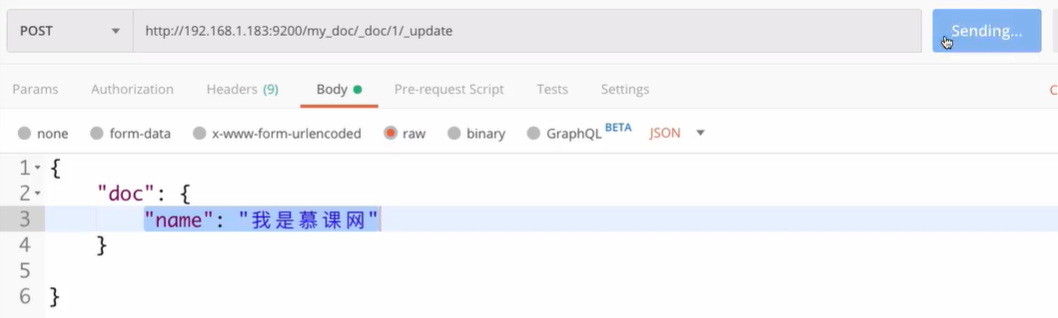 POST http://192.168.1.183:9200/my_doc/_doc/1/_update Sending...
Params Authorization Headers (9) Body Pre-request Script Tests Settings C
none form-data x-www-form-urlencoded raw binary GraphQL BETA JSON
1 {
2 "doc": {
3 "name": "我是慕课网"
4 }
5
6 }